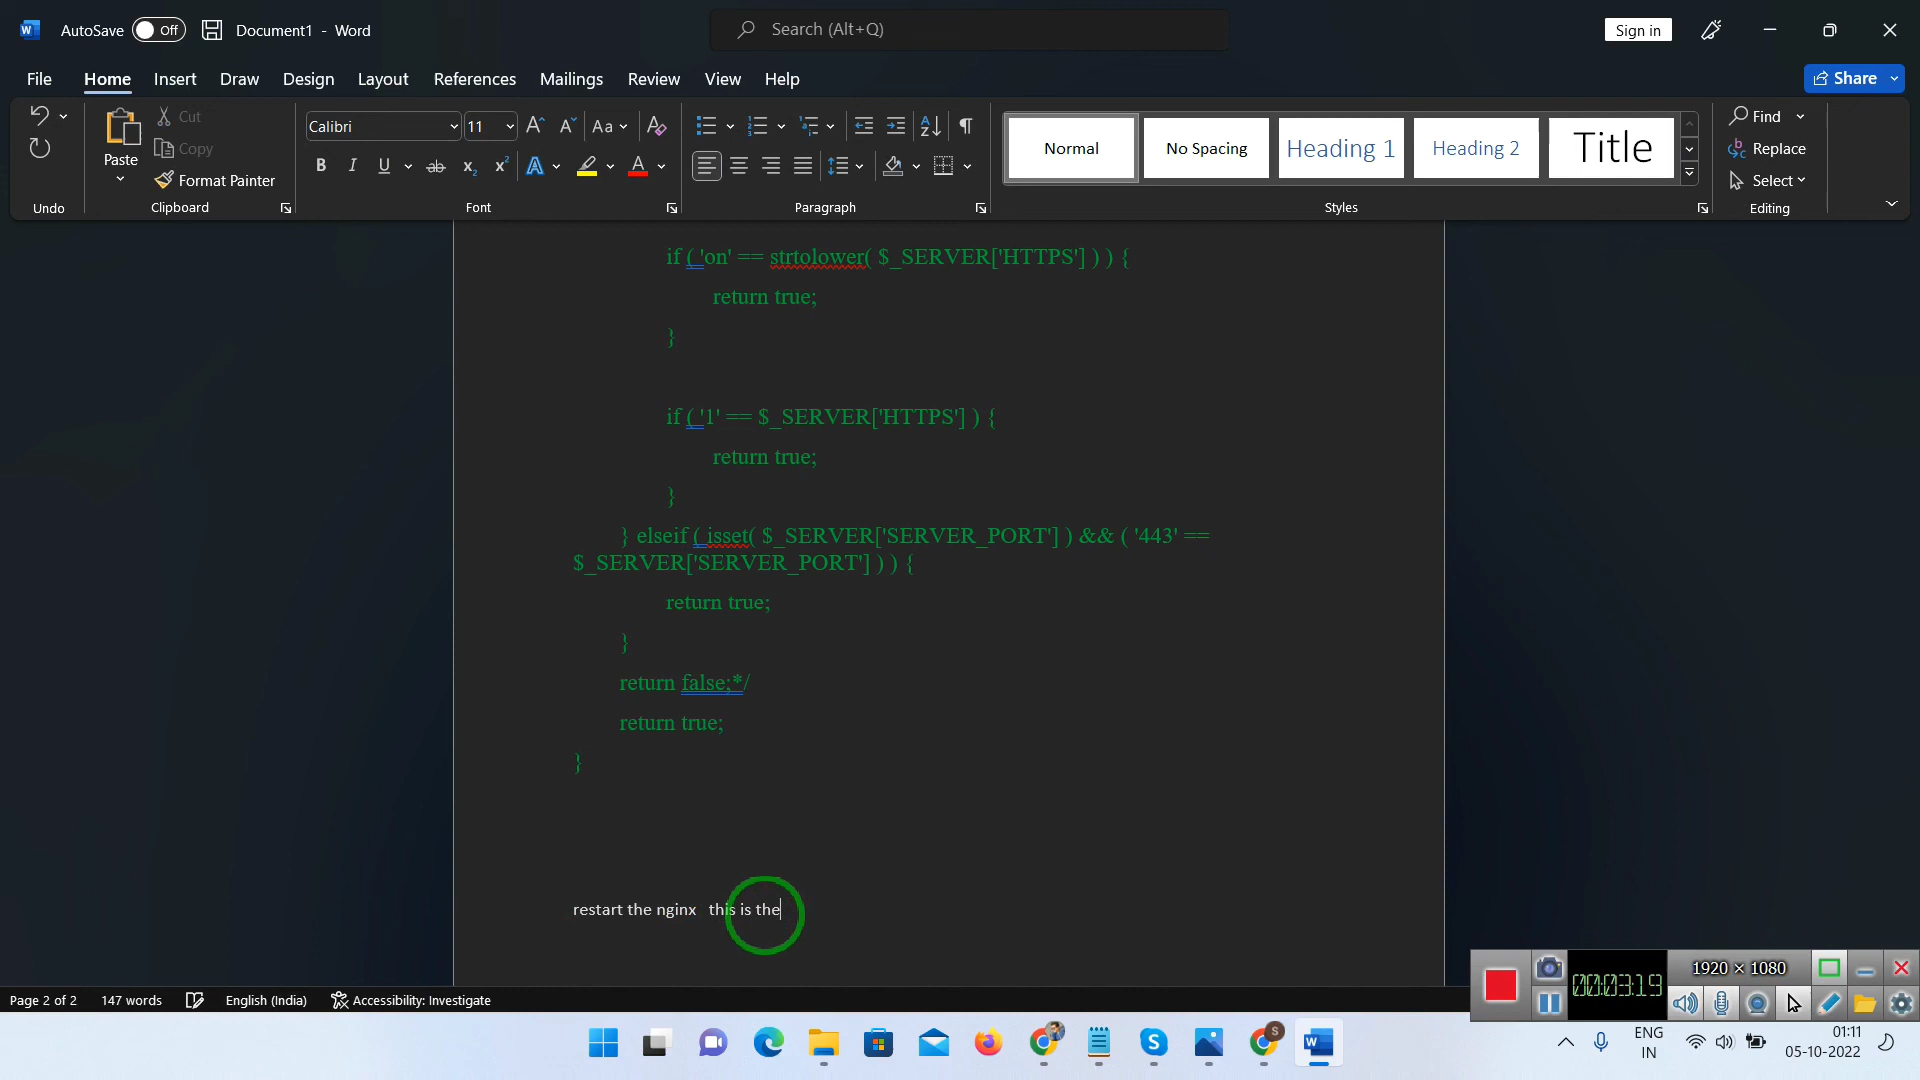 AutoSave Off Document1 - Word Search (Alt+Q) Sign in
File Home Insert Draw Design Layout References Mailings Review View Help Share
Paste Cut Copy Format Painter
Calibri 11
Normal No Spacing Heading 1 Heading 2 Title
Find Replace Select
Undo Clipboard Font Paragraph Styles Editing
if ( 'on' == strtolower( $_SERVER['HTTPS'] ) ) {
return true;
}
if ( '1' == $_SERVER['HTTPS'] ) {
return true;
}
} elseif ( isset( $_SERVER['SERVER_PORT'] ) && ( '443' ==
$_SERVER['SERVER_PORT'] ) ) {
return true;
}
return false;*/
return true;
}
restart the nginx   this is the
1920 × 1080
00:03:19
Page 2 of 2 147 words English (India) Accessibility: Investigate
ENG
IN
01:11
05-10-2022